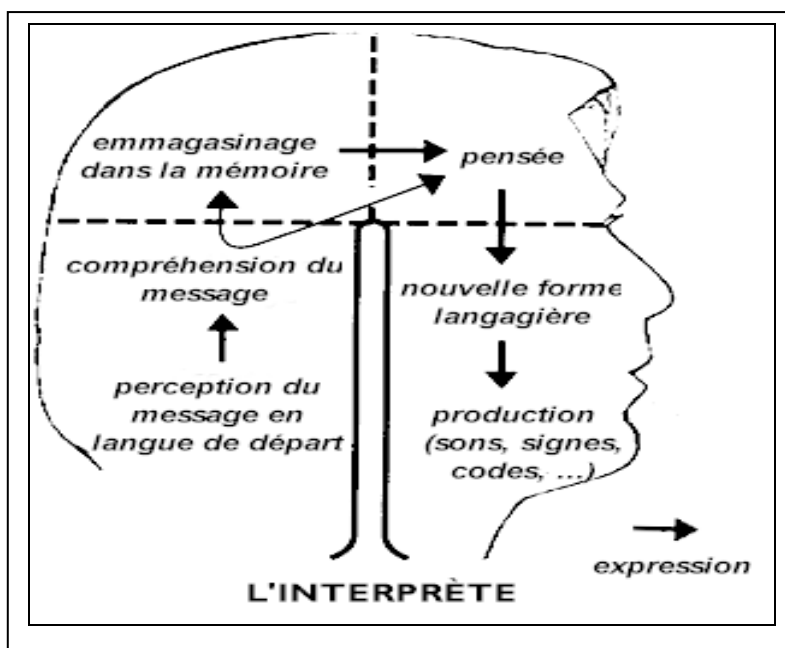 emmagasinage
dans la mémoire
pensée
compréhension du
message
nouvelle forme
langagière
perception du
message en
langue de départ
production
(sons, signes,
codes, ...)
expression
L'INTERPRÈTE